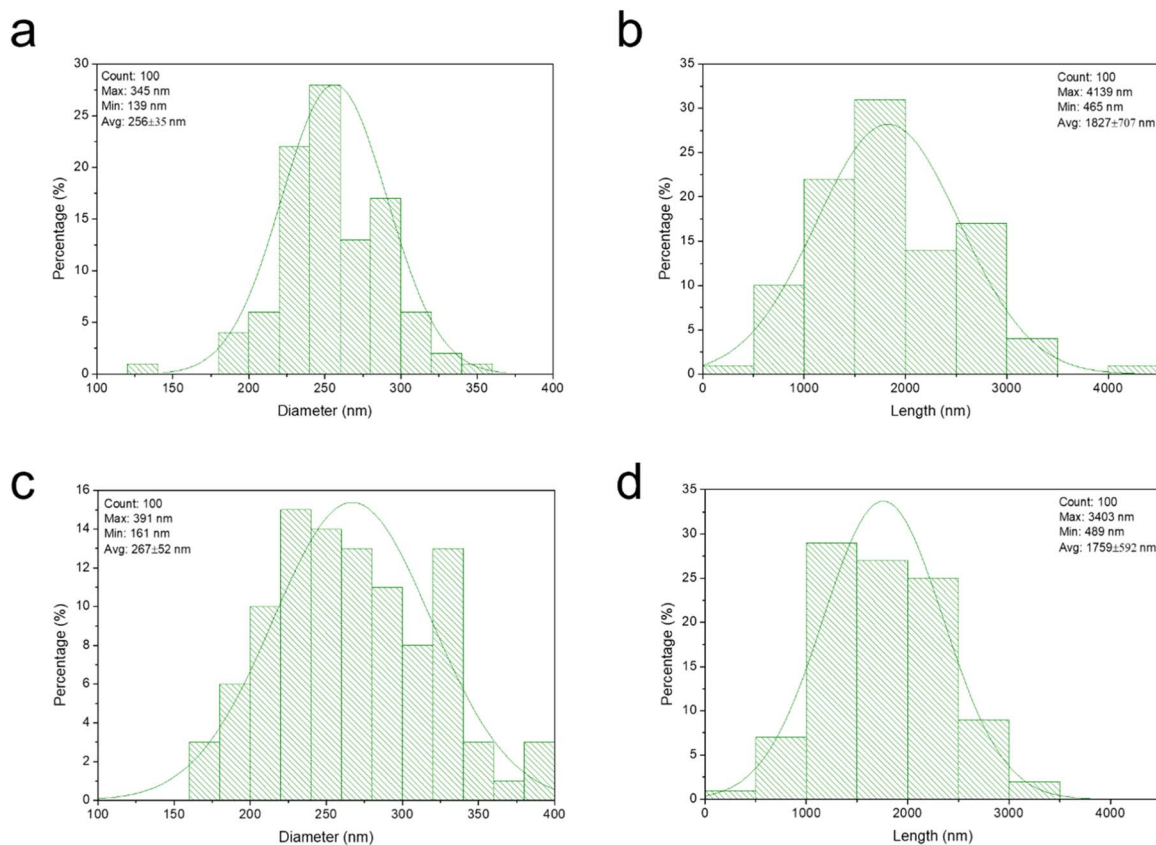 a
Count: 100
Max: 345 nm
Min: 139 nm
Avg: 256±35 nm
30
25
20
15
10
5
0
Percentage (%)
100
150
200
250
300
350
400
Diameter (nm)
b
Count: 100
Max: 4139 nm
Min: 465 nm
Avg: 1827±707 nm
35
30
25
20
15
10
5
0
Percentage (%)
0
1000
2000
3000
4000
Length (nm)
c
Count: 100
Max: 391 nm
Min: 161 nm
Avg: 267±52 nm
16
14
12
10
8
6
4
2
0
Percentage (%)
100
150
200
250
300
350
400
Diameter (nm)
d
Count: 100
Max: 3403 nm
Min: 489 nm
Avg: 1759±592 nm
35
30
25
20
15
10
5
0
Percentage (%)
0
1000
2000
3000
4000
Length (nm)